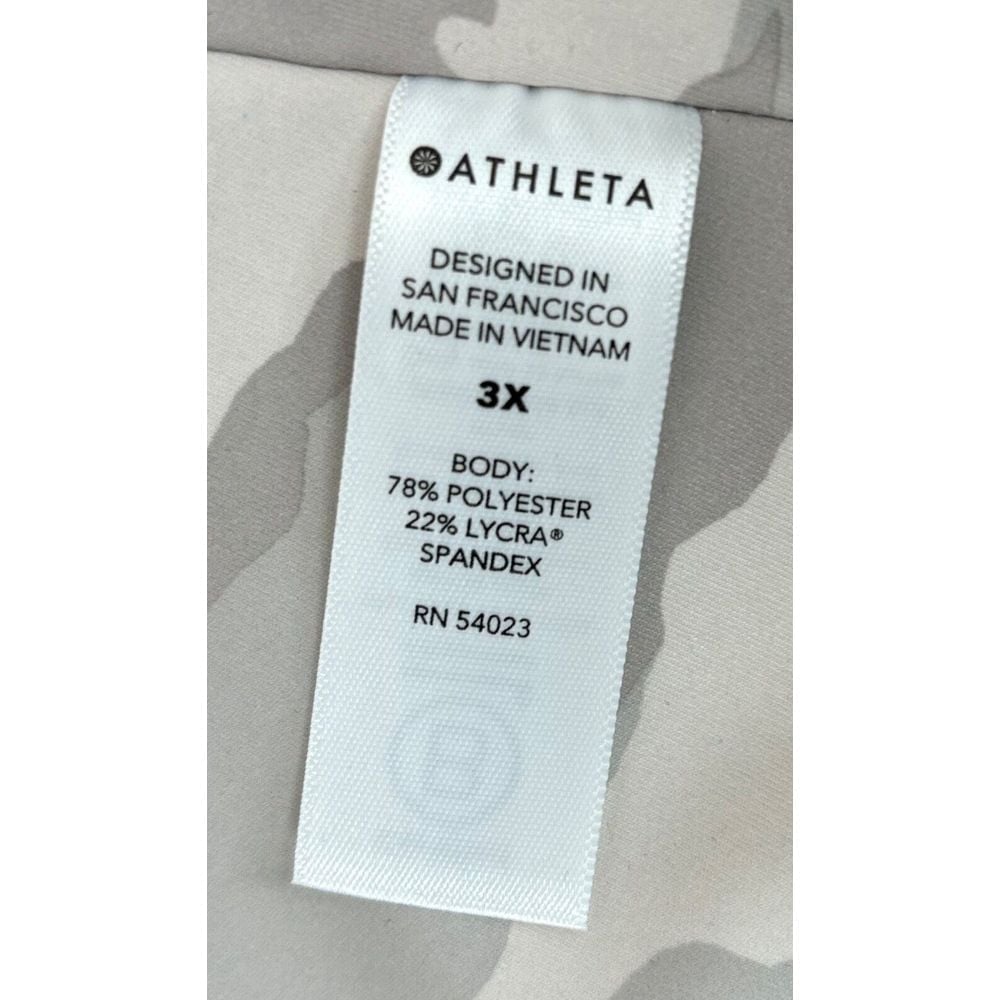 ATHLETA
DESIGNED IN
SAN FRANCISCO
MADE IN VIETNAM
3X
BODY:
78% POLYESTER
22% LYCRA®
SPANDEX
RN 54023